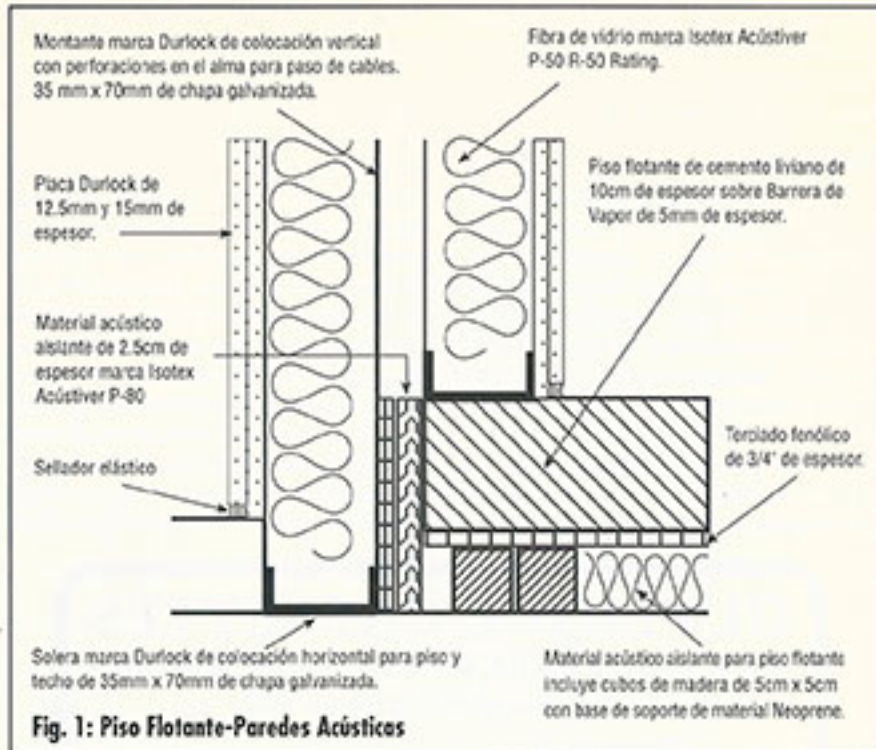 Montante marca Durlock de colocación vertical
con perforaciones en el alma para paso de cables.
35 mm x 70mm de chapa galvanizada.
Fibra de vidrio marca Isotex Acústiver
P-50 R-50 Rating.
Placa Durlock de
12.5mm y 15mm de
espesor.
Piso flotante de cemento liviano de
10cm de espesor sobre Barrera de
Vapor de 5mm de espesor.
Material acústico
aislante de 2.5cm de
espesor marca Isotex
Acústiver P-80
Sellador elástico
Terciado fenólico
de 3/4" de espesor.
Solera marca Durlock de colocación horizontal para piso y
techo de 35mm x 70mm de chapa galvanizada.
Material acústico aislante para piso flotante
incluye cubos de madera de 5cm x 5cm
con base de soporte de material Neoprene.
Fig. 1: Piso Flotante-Paredes Acústicas